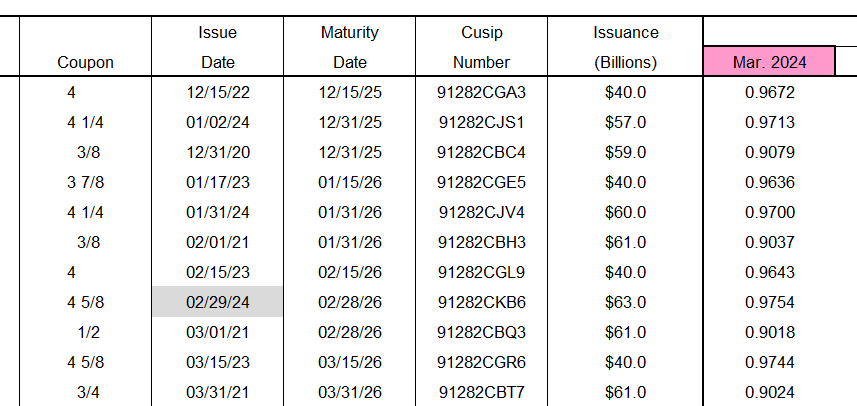 Issue Maturity Cusip Issuance
Coupon Date Date Number (Billions) Mar. 2024
4 12/15/22 12/15/25 91282CGA3 $40.0 0.9672
4 1/4 01/02/24 12/31/25 91282CJS1 $57.0 0.9713
3/8 12/31/20 12/31/25 91282CBC4 $59.0 0.9079
3 7/8 01/17/23 01/15/26 91282CGE5 $40.0 0.9636
4 1/4 01/31/24 01/31/26 91282CJV4 $60.0 0.9700
3/8 02/01/21 01/31/26 91282CBH3 $61.0 0.9037
4 02/15/23 02/15/26 91282CGL9 $40.0 0.9643
4 5/8 02/29/24 02/28/26 91282CKB6 $63.0 0.9754
1/2 03/01/21 02/28/26 91282CBQ3 $61.0 0.9018
4 5/8 03/15/23 03/15/26 91282CGR6 $40.0 0.9744
3/4 03/31/21 03/31/26 91282CBT7 $61.0 0.9024